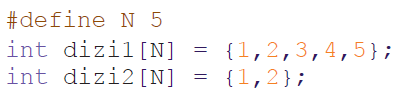 #define N 5
int dizi1[N] = {1,2,3,4,5};
int dizi2[N] = {1,2};